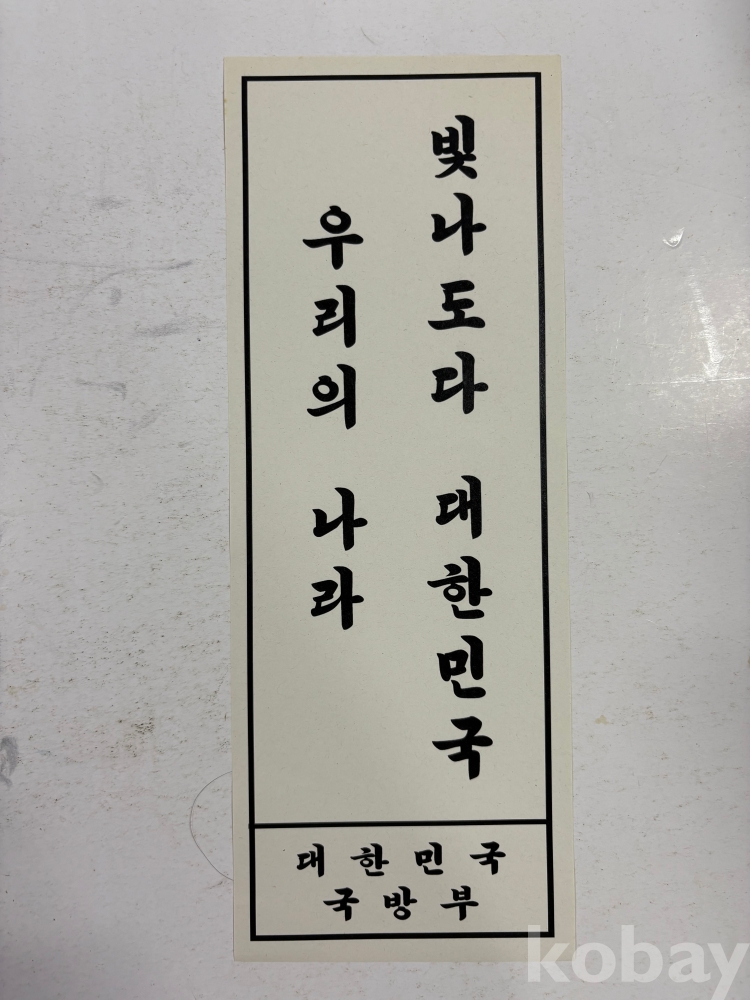 빛나도다 대한민국
우리의 나라
대한민국
국방부
kobay